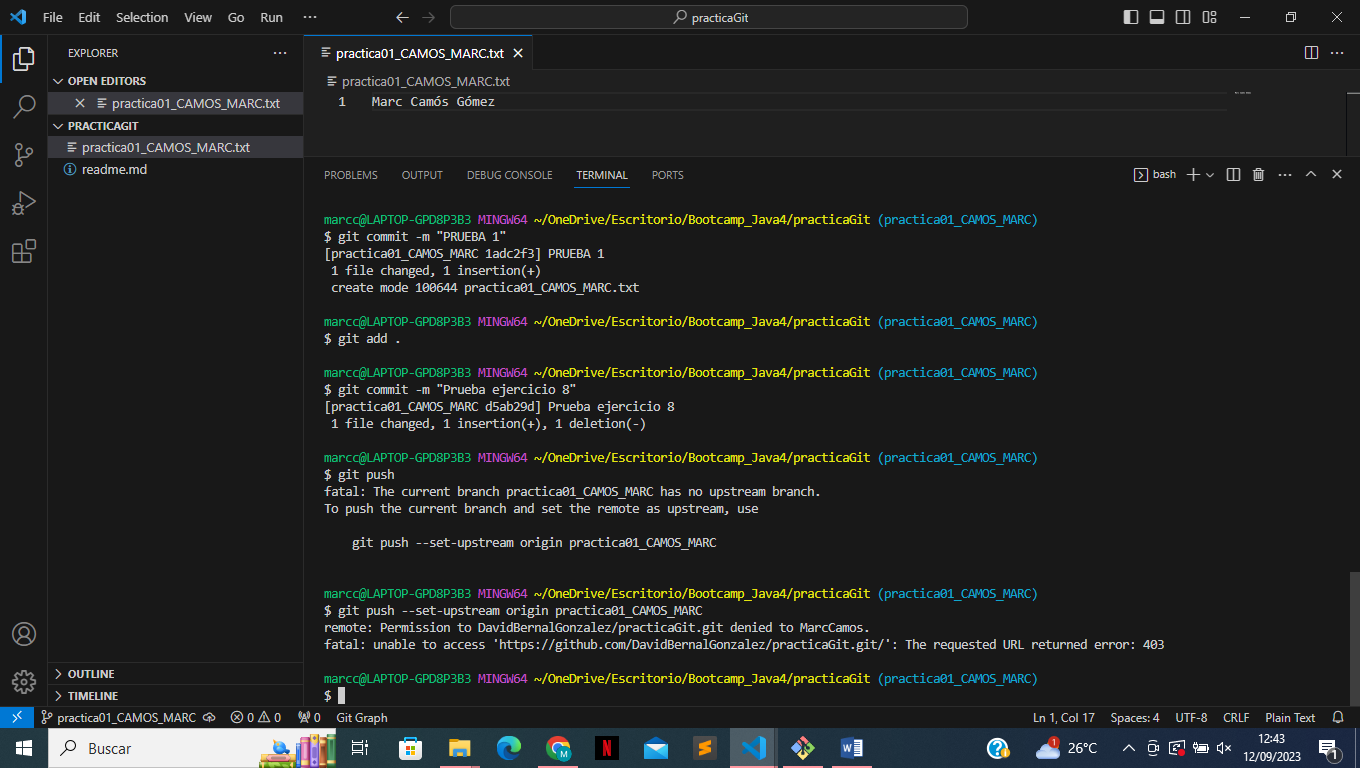 File Edit Selection View Go Run ··· practicaGit
EXPLORER ···
OPEN EDITORS
practica01_CAMOS_MARC.txt
PRACTICAGIT
practica01_CAMOS_MARC.txt
readme.md
OUTLINE
TIMELINE
practica01_CAMOS_MARC.txt
practica01_CAMOS_MARC.txt
1 Marc Camós Gómez
PROBLEMS OUTPUT DEBUG CONSOLE TERMINAL PORTS bash
marcc@LAPTOP-GPD8P3B3 MINGW64 ~/OneDrive/Escritorio/Bootcamp_Java4/practicaGit (practica01_CAMOS_MARC)
$ git commit -m "PRUEBA 1"
[practica01_CAMOS_MARC 1adc2f3] PRUEBA 1
1 file changed, 1 insertion(+)
create mode 100644 practica01_CAMOS_MARC.txt
marcc@LAPTOP-GPD8P3B3 MINGW64 ~/OneDrive/Escritorio/Bootcamp_Java4/practicaGit (practica01_CAMOS_MARC)
$ git add .
marcc@LAPTOP-GPD8P3B3 MINGW64 ~/OneDrive/Escritorio/Bootcamp_Java4/practicaGit (practica01_CAMOS_MARC)
$ git commit -m "Prueba ejercicio 8"
[practica01_CAMOS_MARC d5ab29d] Prueba ejercicio 8
1 file changed, 1 insertion(+), 1 deletion(-)
marcc@LAPTOP-GPD8P3B3 MINGW64 ~/OneDrive/Escritorio/Bootcamp_Java4/practicaGit (practica01_CAMOS_MARC)
$ git push
fatal: The current branch practica01_CAMOS_MARC has no upstream branch.
To push the current branch and set the remote as upstream, use
git push --set-upstream origin practica01_CAMOS_MARC
marcc@LAPTOP-GPD8P3B3 MINGW64 ~/OneDrive/Escritorio/Bootcamp_Java4/practicaGit (practica01_CAMOS_MARC)
$ git push --set-upstream origin practica01_CAMOS_MARC
remote: Permission to DavidBernalGonzalez/practicaGit.git denied to MarcCamos.
fatal: unable to access 'https://github.com/DavidBernalGonzalez/practicaGit.git/': The requested URL returned error: 403
marcc@LAPTOP-GPD8P3B3 MINGW64 ~/OneDrive/Escritorio/Bootcamp_Java4/practicaGit (practica01_CAMOS_MARC)
$
practica01_CAMOS_MARC 0 0 0 Git Graph Ln 1, Col 17 Spaces: 4 UTF-8 CRLF Plain Text
Buscar 26°C 12:43
12/09/2023